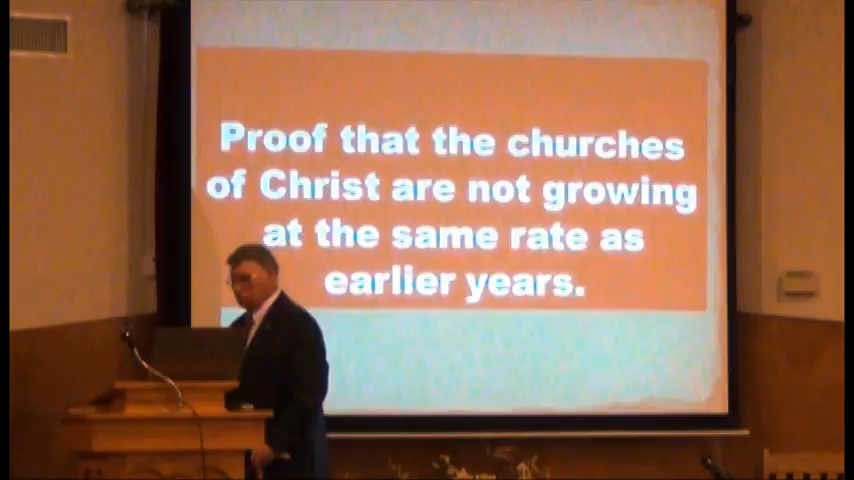 Proof that the churches
of Christ are not growing
at the same rate as
earlier years.